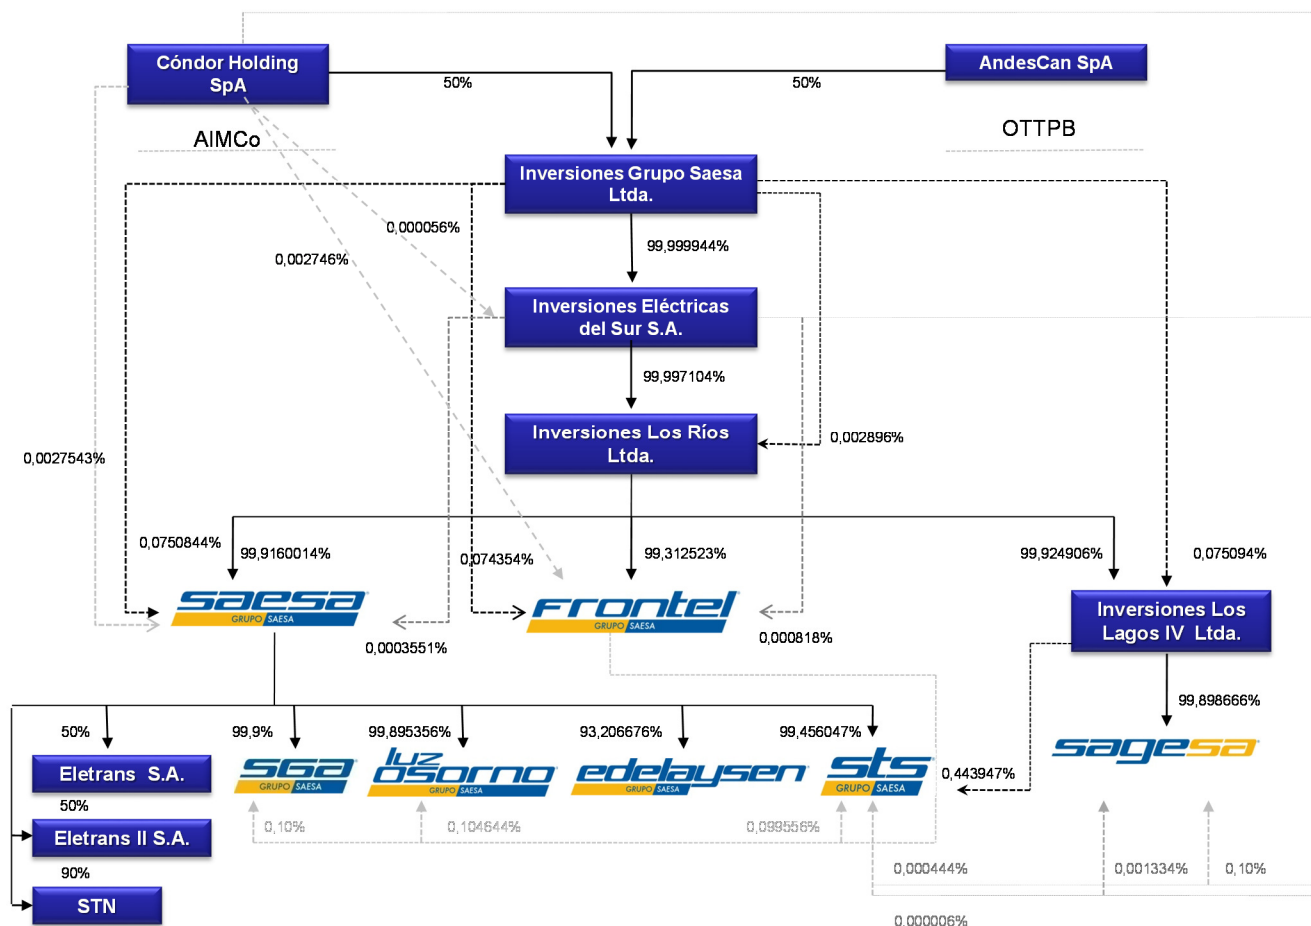 Cóndor Holding
SpA
50%
50%
AndesCan SpA
AIMCo
OTTPB
Inversiones Grupo Saesa
Ltda.
0,000056%
0,002746%
99,999944%
Inversiones Eléctricas
del Sur S.A.
99,997104%
Inversiones Los Ríos
Ltda.
0,002896%
0,0027543%
0,0750844%
99,9160014%
0,074354%
99,312523%
99,924906%
0,075094%
saesa
GRUPO SAESA
frontel
GRUPO SAESA
Inversiones Los
Lagos IV Ltda.
0,0003551%
0,000818%
99,898666%
50%
99,9%
99,895356%
93,206676%
99,456047%
Eletrans S.A.
sga
GRUPO SAESA
luz
osorno
GRUPO SAESA
edelaysen
GRUPO SAESA
sts
GRUPO SAESA
0,443947%
sagesa
50%
Eletrans II S.A.
0,10%
0,104644%
0,099556%
90%
STN
0,000444%
0,001334%
0,10%
0,000006%